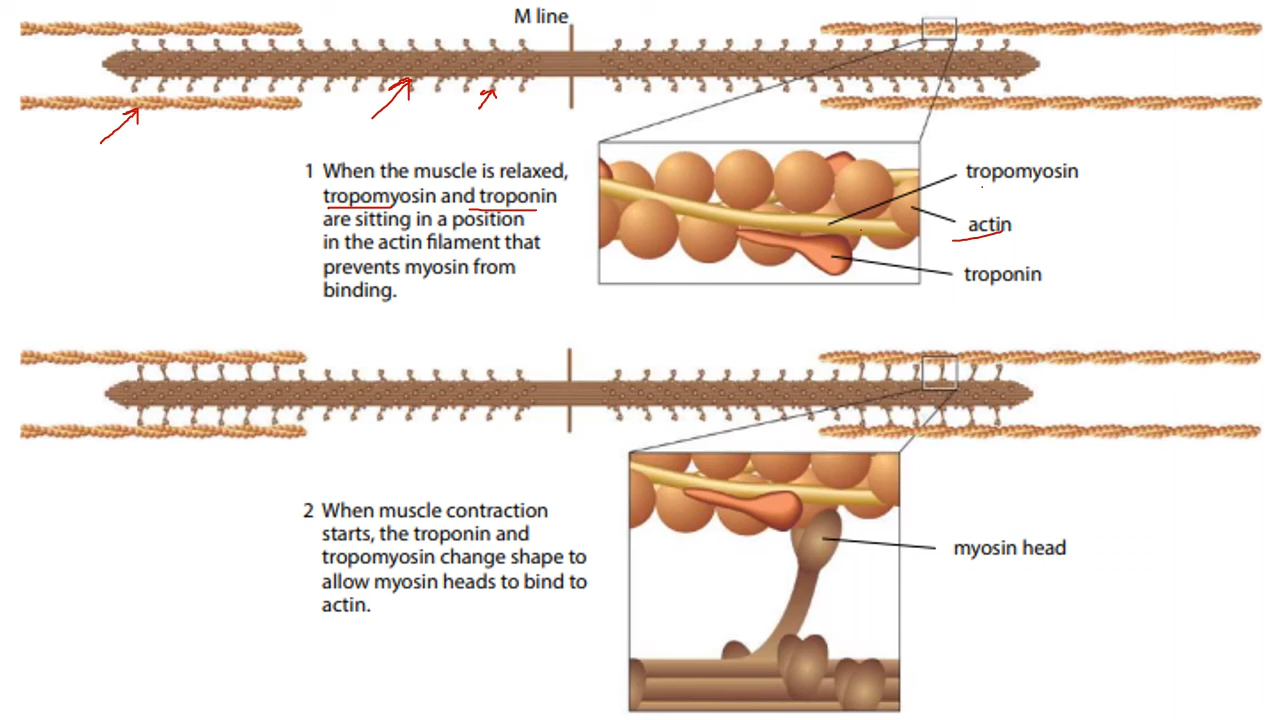 M line
1 When the muscle is relaxed,
tropomyosin and troponin
are sitting in a position
in the actin filament that
prevents myosin from
binding.
tropomyosin
actin
troponin
2 When muscle contraction
starts, the troponin and
tropomyosin change shape to
allow myosin heads to bind to
actin.
myosin head